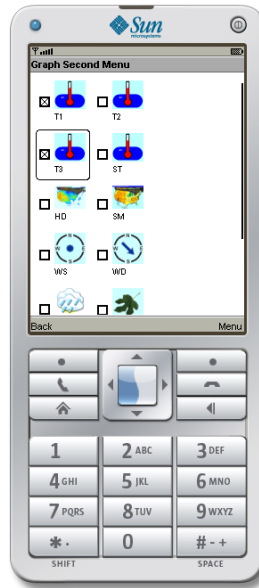 Sun
microsystems
Graph Second Menu
T1 T2
T3 ST
HD SM
WS WD
Back Menu
1 2 ABC 3 DEF
4 GHI 5 JKL 6 MNO
7 PQRS 8 TUV 9 WXYZ
* . 0 # - +
SHIFT SPACE